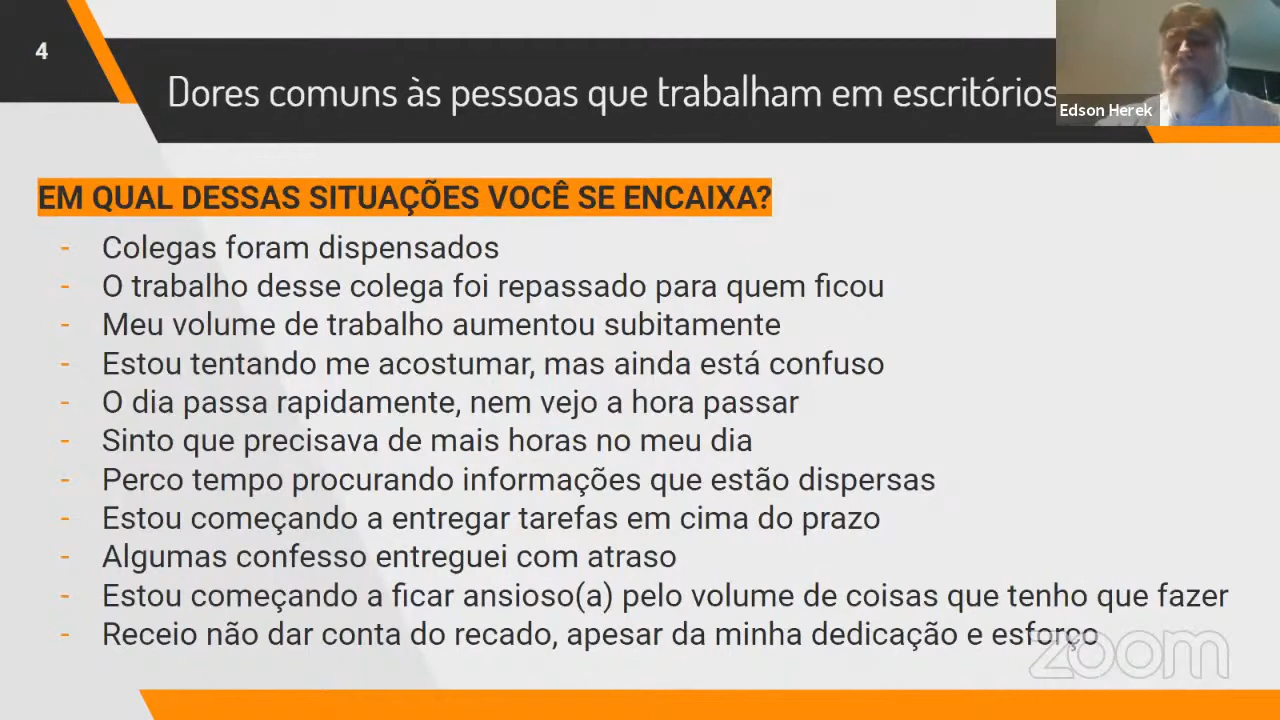 4
Dores comuns às pessoas que trabalham em escritórios
Edson Herek
EM QUAL DESSAS SITUAÇÕES VOCÊ SE ENCAIXA?
- Colegas foram dispensados
- O trabalho desse colega foi repassado para quem ficou
- Meu volume de trabalho aumentou subitamente
- Estou tentando me acostumar, mas ainda está confuso
- O dia passa rapidamente, nem vejo a hora passar
- Sinto que precisava de mais horas no meu dia
- Perco tempo procurando informações que estão dispersas
- Estou começando a entregar tarefas em cima do prazo
- Algumas confesso entreguei com atraso
- Estou começando a ficar ansioso(a) pelo volume de coisas que tenho que fazer
- Receio não dar conta do recado, apesar da minha dedicação e esforço
zoom